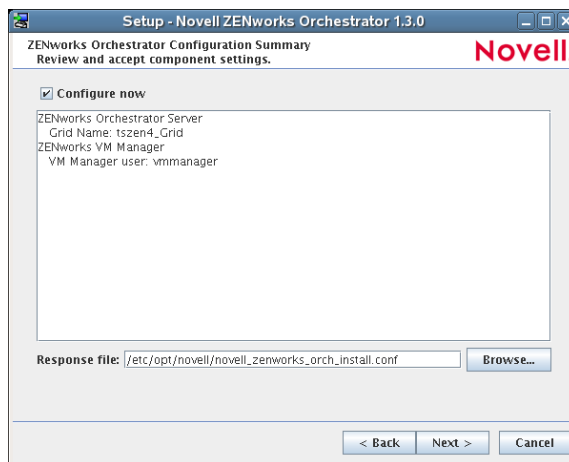 Setup - Novell ZENworks Orchestrator 1.3.0
ZENworks Orchestrator Configuration Summary
Review and accept component settings.
Novell
Configure now
ZENworks Orchestrator Server
Grid Name: tszen4_Grid
ZENworks VM Manager
VM Manager user: vmmanager
Response file: /etc/opt/novell/novell_zenworks_orch_install.conf Browse...
< Back Next > Cancel